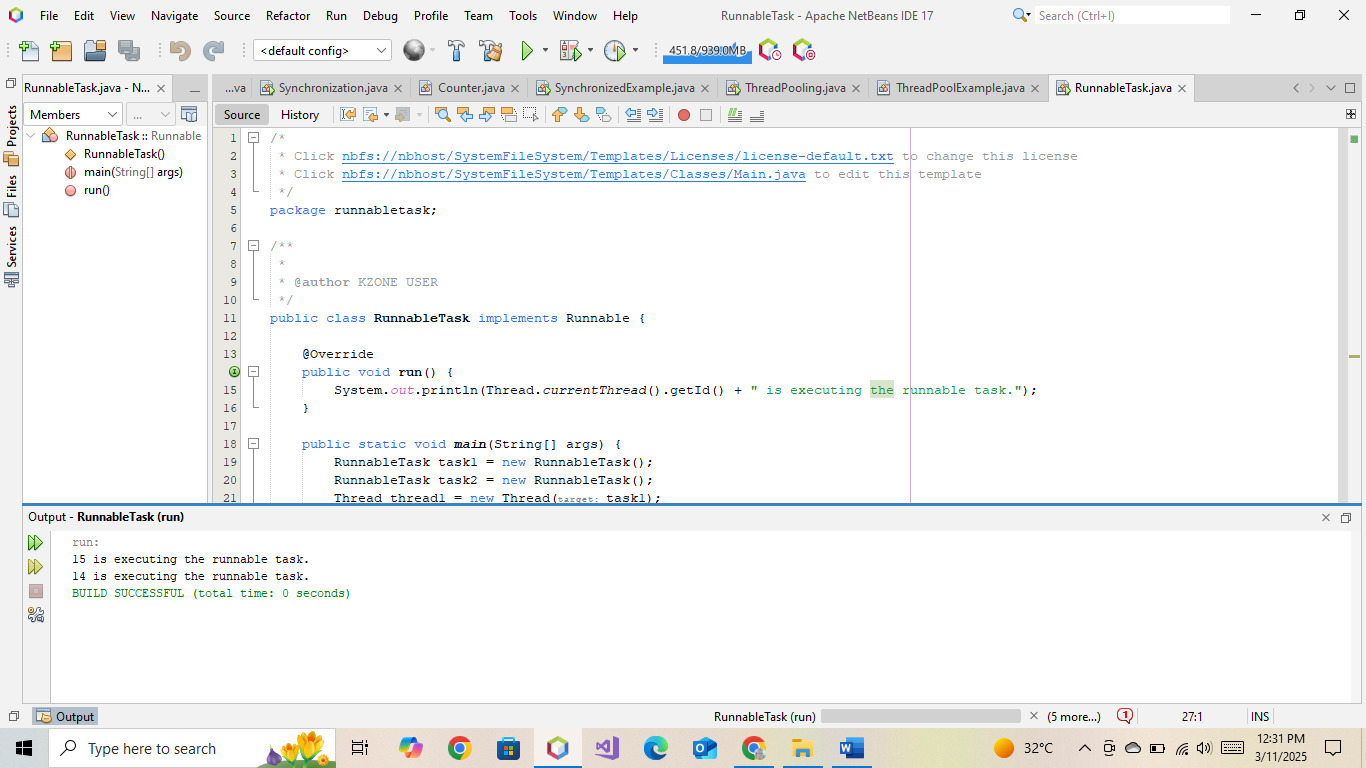 File Edit View Navigate Source Refactor Run Debug Profile Team Tools Window Help
RunnableTask - Apache NetBeans IDE 17
Search (Ctrl+I)
<default config>
451.8/939.0MB
RunnableTask.java - N...
...va
Synchronization.java
Counter.java
SynchronizedExample.java
ThreadPooling.java
ThreadPoolExample.java
RunnableTask.java
Projects
Files
Services
Members
...
RunnableTask :: Runnable
RunnableTask()
main(String[] args)
run()
Source History
1 /*
2 * Click nbfs://nbhost/SystemFileSystem/Templates/Licenses/license-default.txt to change this license
3 * Click nbfs://nbhost/SystemFileSystem/Templates/Classes/Main.java to edit this template
4 */
5 package runnabletask;
6
7 /**
8 *
9 * @author KZONE USER
10 */
11 public class RunnableTask implements Runnable {
12
13 @Override
public void run() {
15 System.out.println(Thread.currentThread().getId() + " is executing the runnable task.");
16 }
17
18 public static void main(String[] args) {
19 RunnableTask task1 = new RunnableTask();
20 RunnableTask task2 = new RunnableTask();
21 Thread thread1 = new Thread(target: task1);
Output - RunnableTask (run)
run:
15 is executing the runnable task.
14 is executing the runnable task.
BUILD SUCCESSFUL (total time: 0 seconds)
Output
RunnableTask (run)
(5 more...)
1
27:1
INS
Type here to search
32°C
12:31 PM
3/11/2025